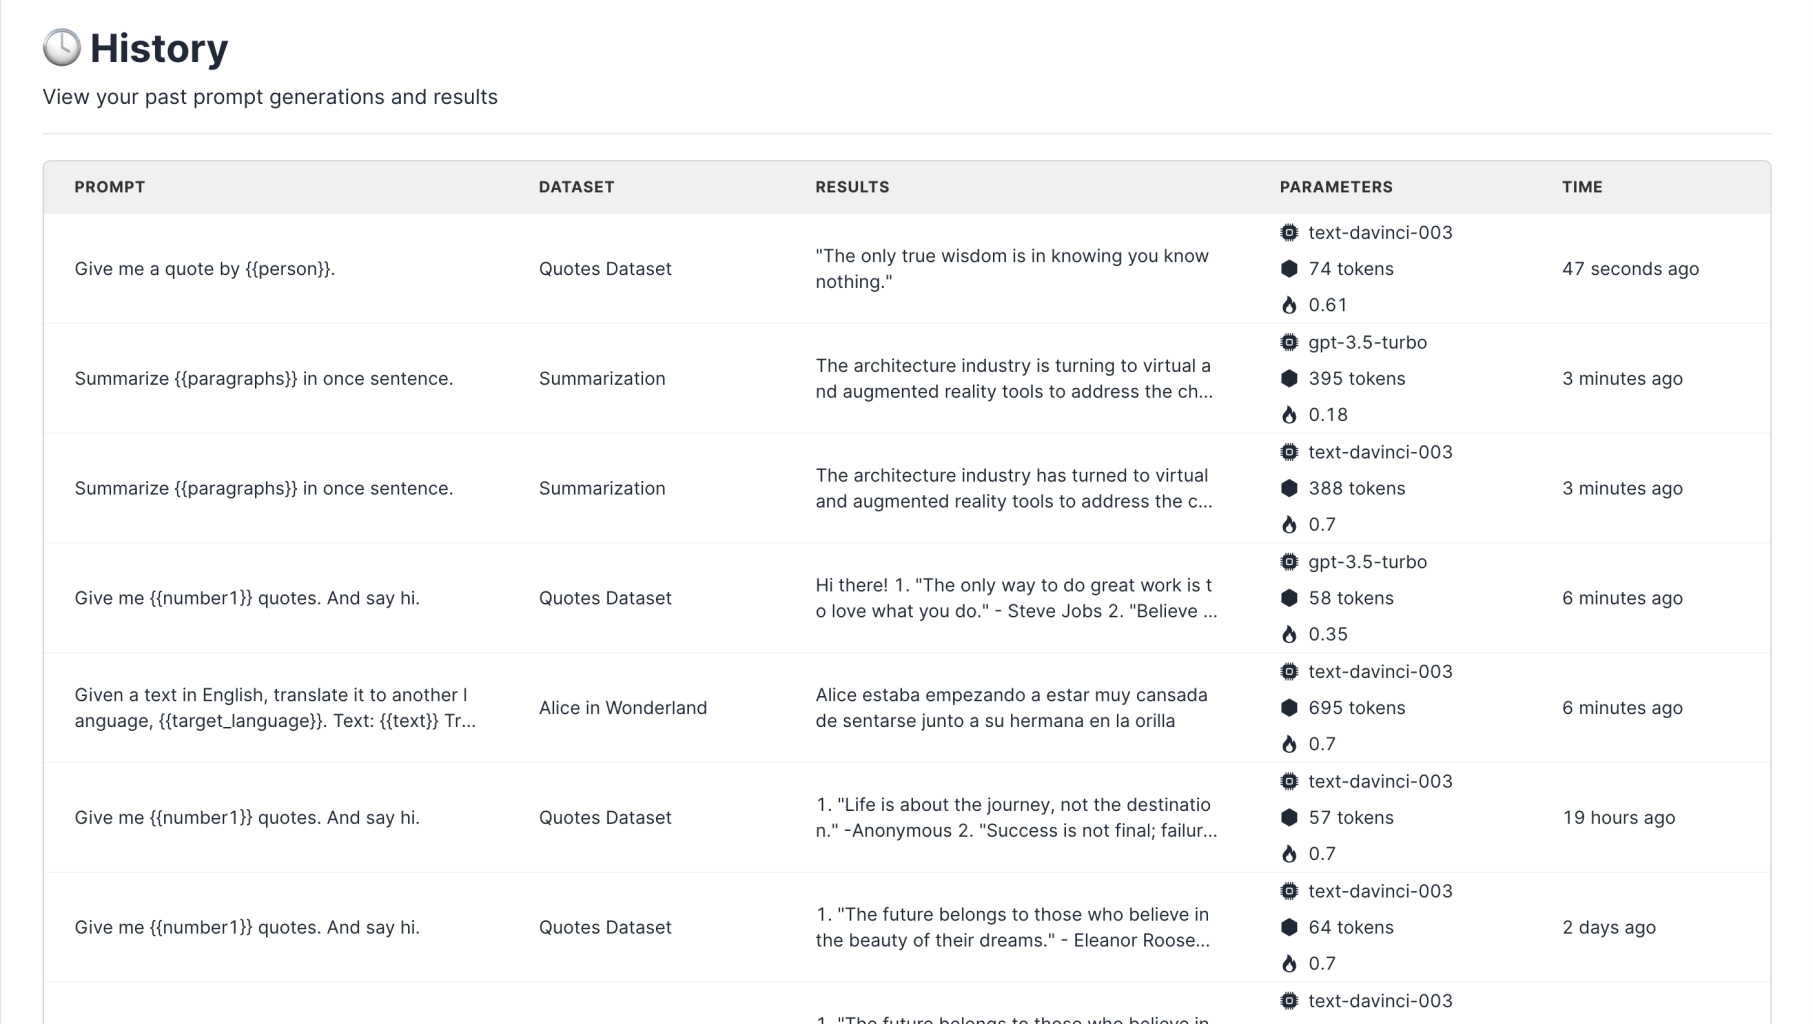 History
View your past prompt generations and results
PROMPT DATASET RESULTS PARAMETERS TIME
Give me a quote by {{person}}. Quotes Dataset "The only true wisdom is in knowing you know
nothing." text-davinci-003
74 tokens
0.61
47 seconds ago
Summarize {{paragraphs}} in once sentence. Summarization The architecture industry is turning to virtual a
nd augmented reality tools to address the ch... gpt-3.5-turbo
395 tokens
0.18
3 minutes ago
Summarize {{paragraphs}} in once sentence. Summarization The architecture industry has turned to virtual
and augmented reality tools to address the c... text-davinci-003
388 tokens
0.7
3 minutes ago
Give me {{number1}} quotes. And say hi. Quotes Dataset Hi there! 1. "The only way to do great work is t
o love what you do." - Steve Jobs 2. "Believe ... gpt-3.5-turbo
58 tokens
0.35
6 minutes ago
Given a text in English, translate it to another l
anguage, {{target_language}}. Text: {{text}} Tr... Alice in Wonderland Alice estaba empezando a estar muy cansada
de sentarse junto a su hermana en la orilla text-davinci-003
695 tokens
0.7
6 minutes ago
Give me {{number1}} quotes. And say hi. Quotes Dataset 1. "Life is about the journey, not the destinatio
n." -Anonymous 2. "Success is not final; failur... text-davinci-003
57 tokens
0.7
19 hours ago
Give me {{number1}} quotes. And say hi. Quotes Dataset 1. "The future belongs to those who believe in
the beauty of their dreams." - Eleanor Roose... text-davinci-003
64 tokens
0.7
2 days ago
text-davinci-003
1. "The future belongs to those who believe in